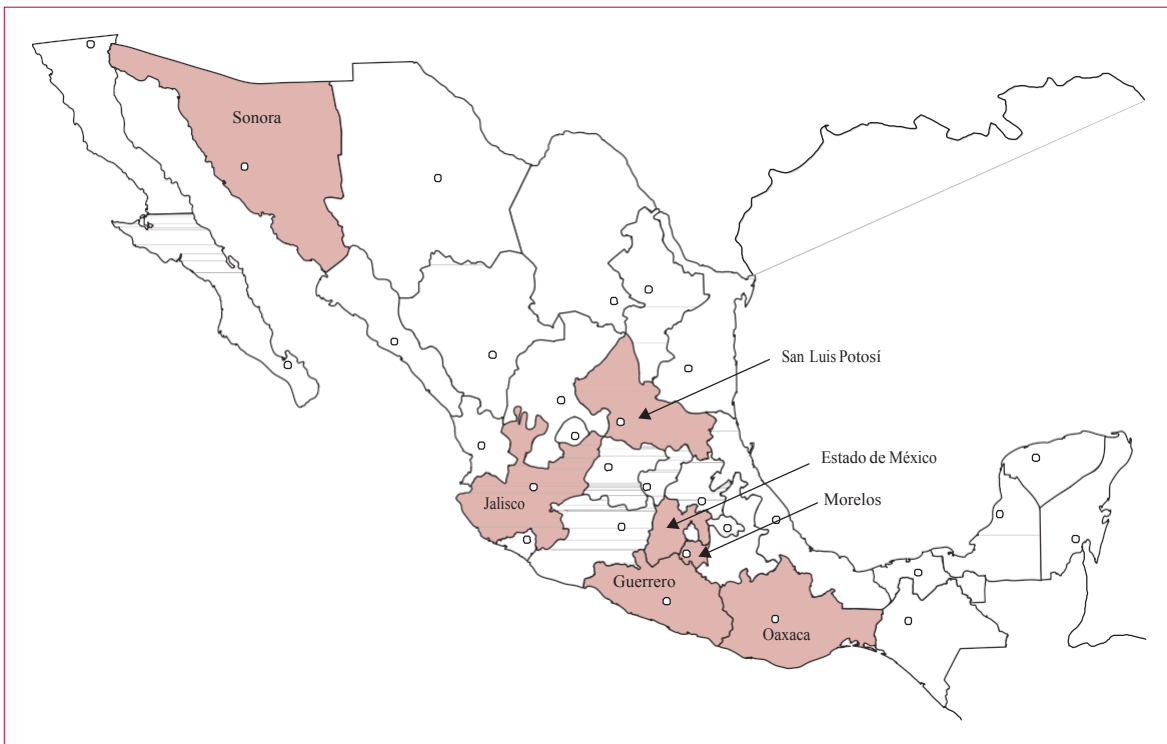 Sonora
San Luis Potosí
Estado de México
Jalisco
Morelos
Guerrero
Oaxaca